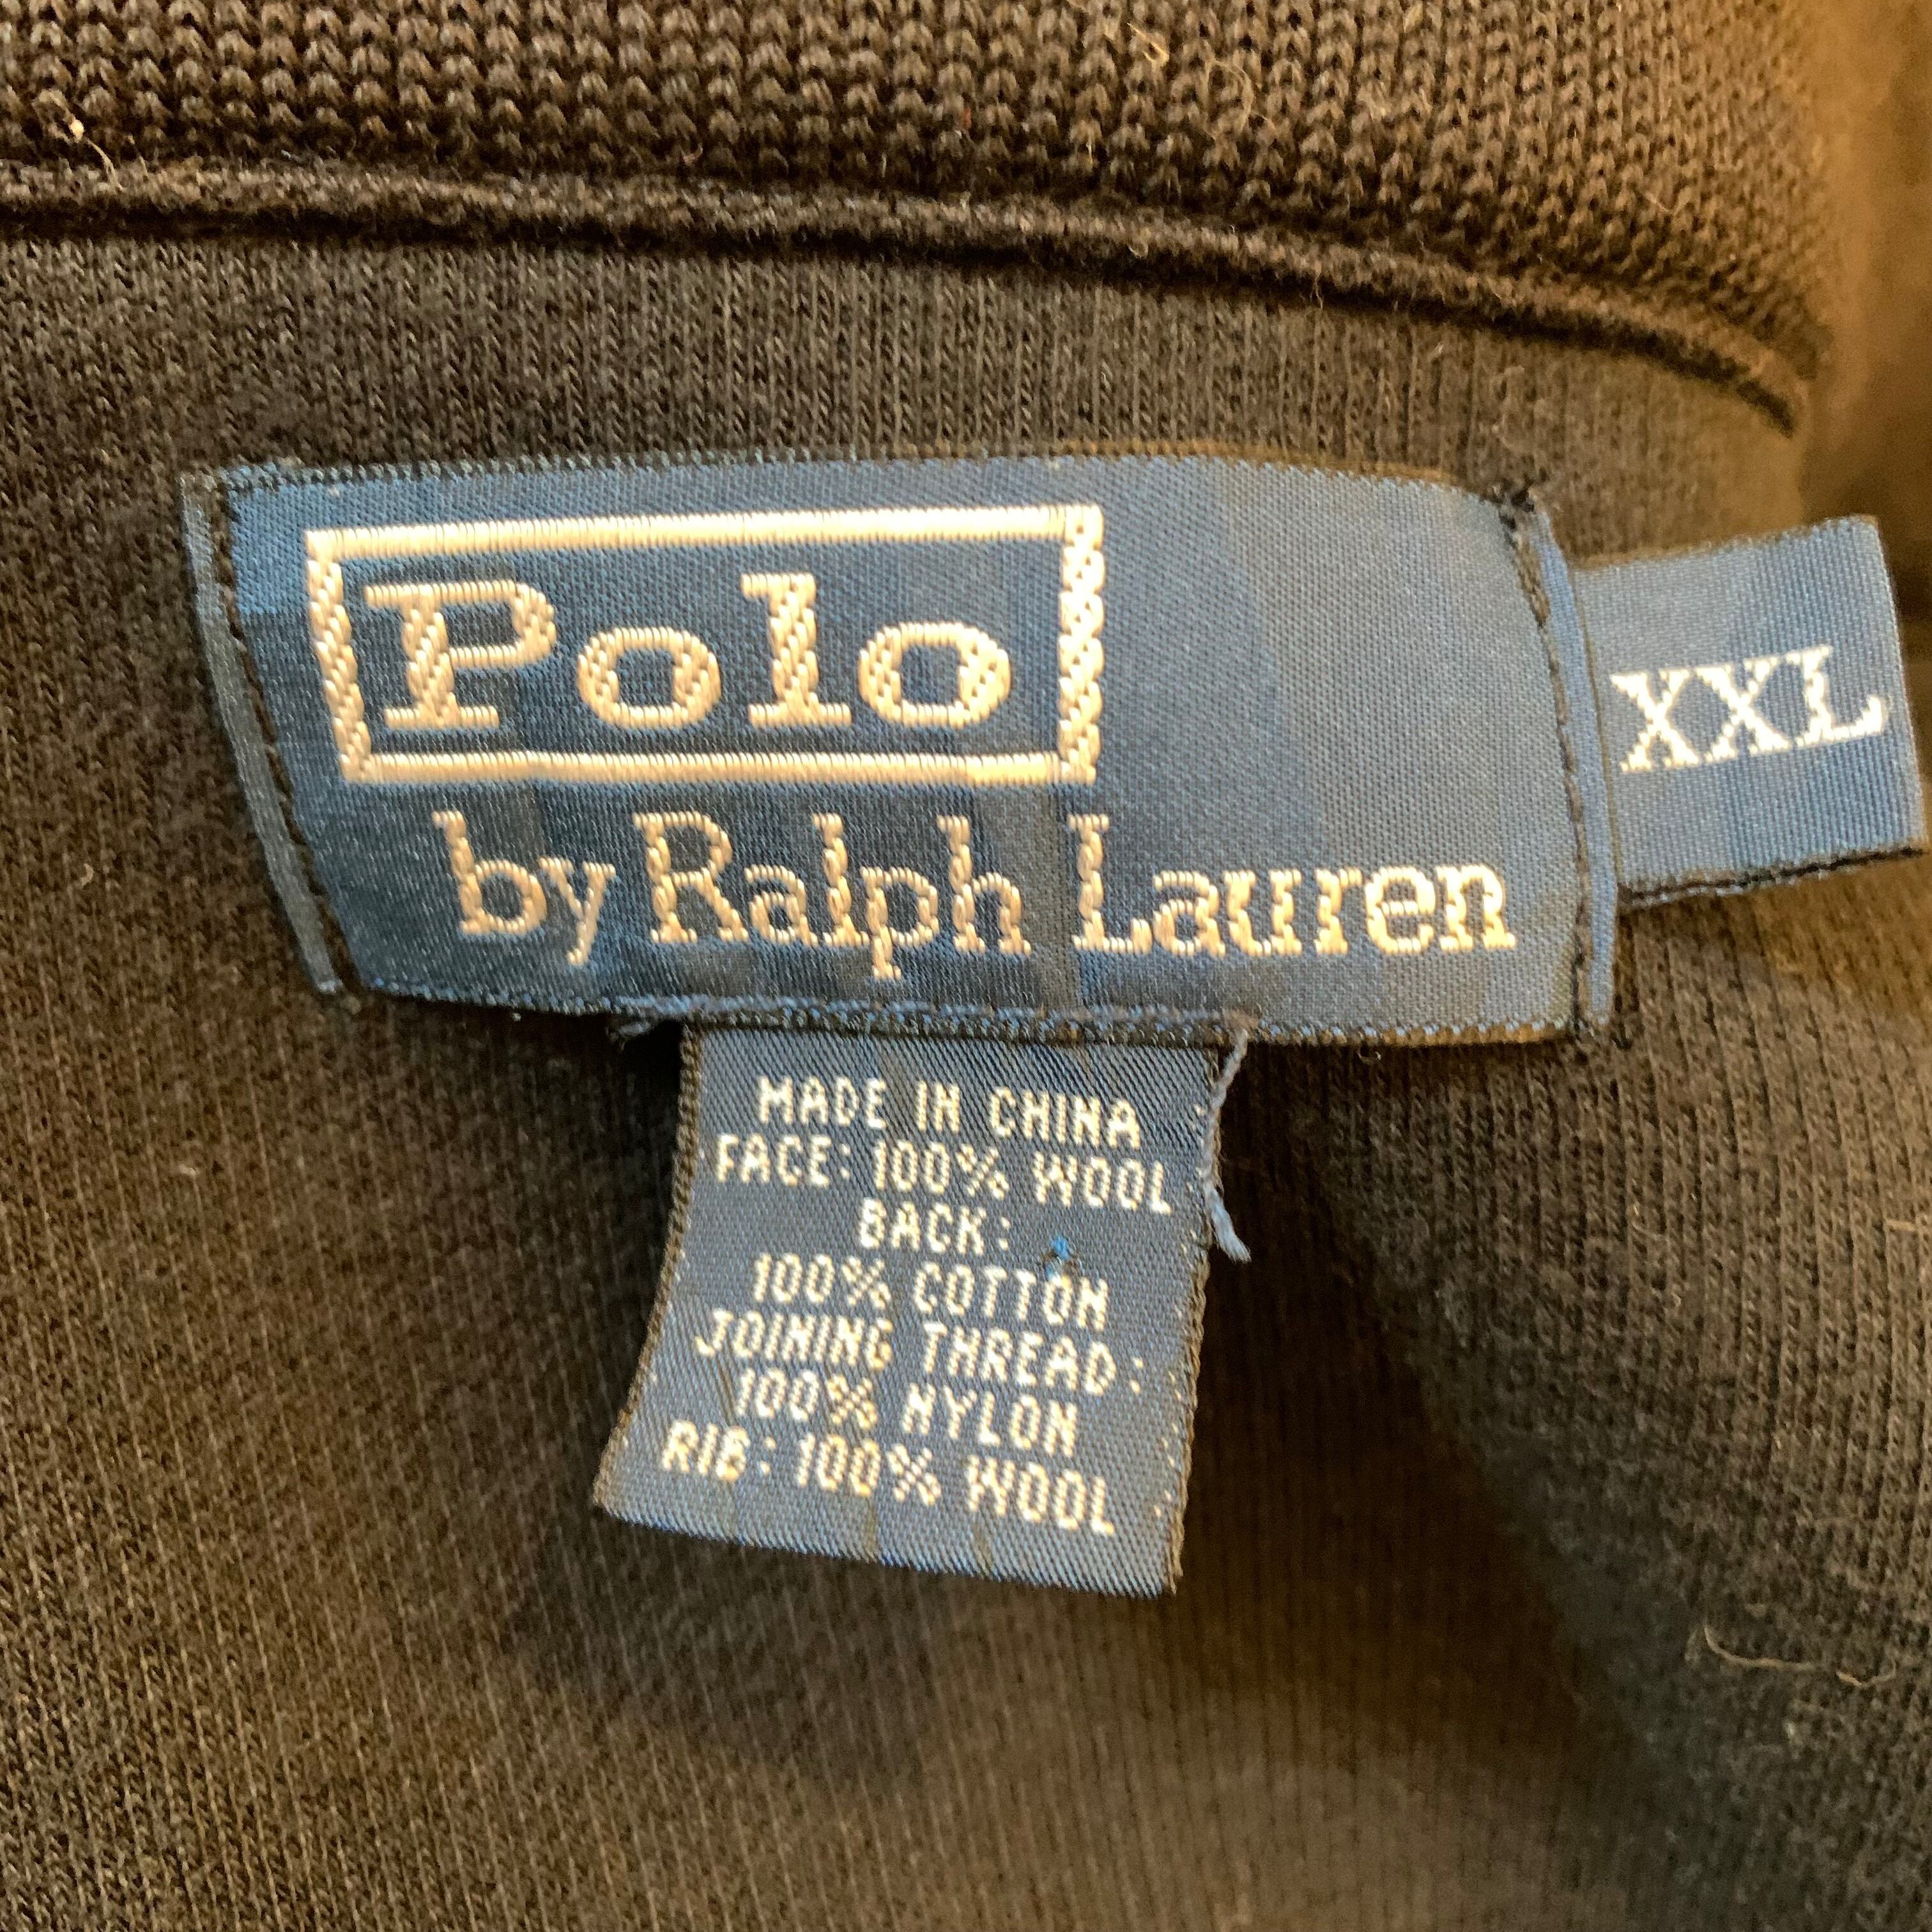 Polo
by Ralph Lauren
XXL
MADE IN CHINA
FACE: 100% WOOL
BACK:
100% COTTON
JOINING THREAD:
100% NYLON
RIB: 100% WOOL